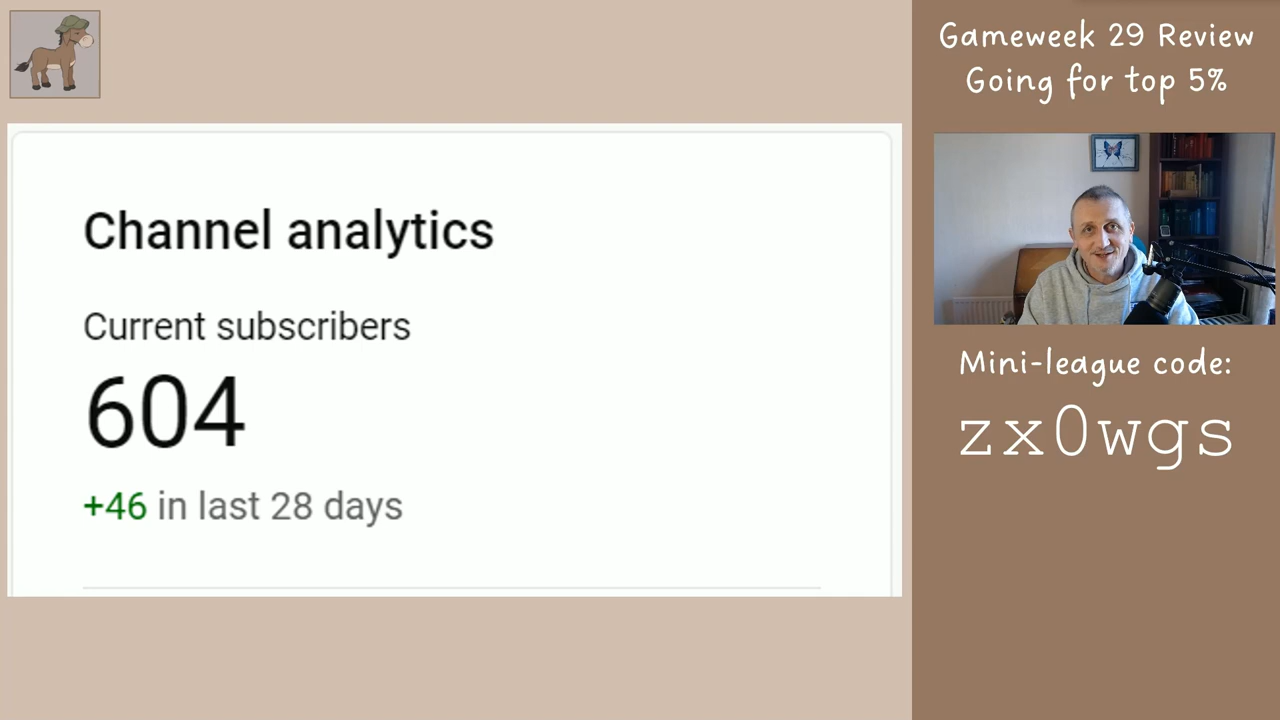 Channel analytics
Current subscribers
604
+46 in last 28 days
Gameweek 29 Review
Going for top 5%
Mini-league code:
zx0wgs